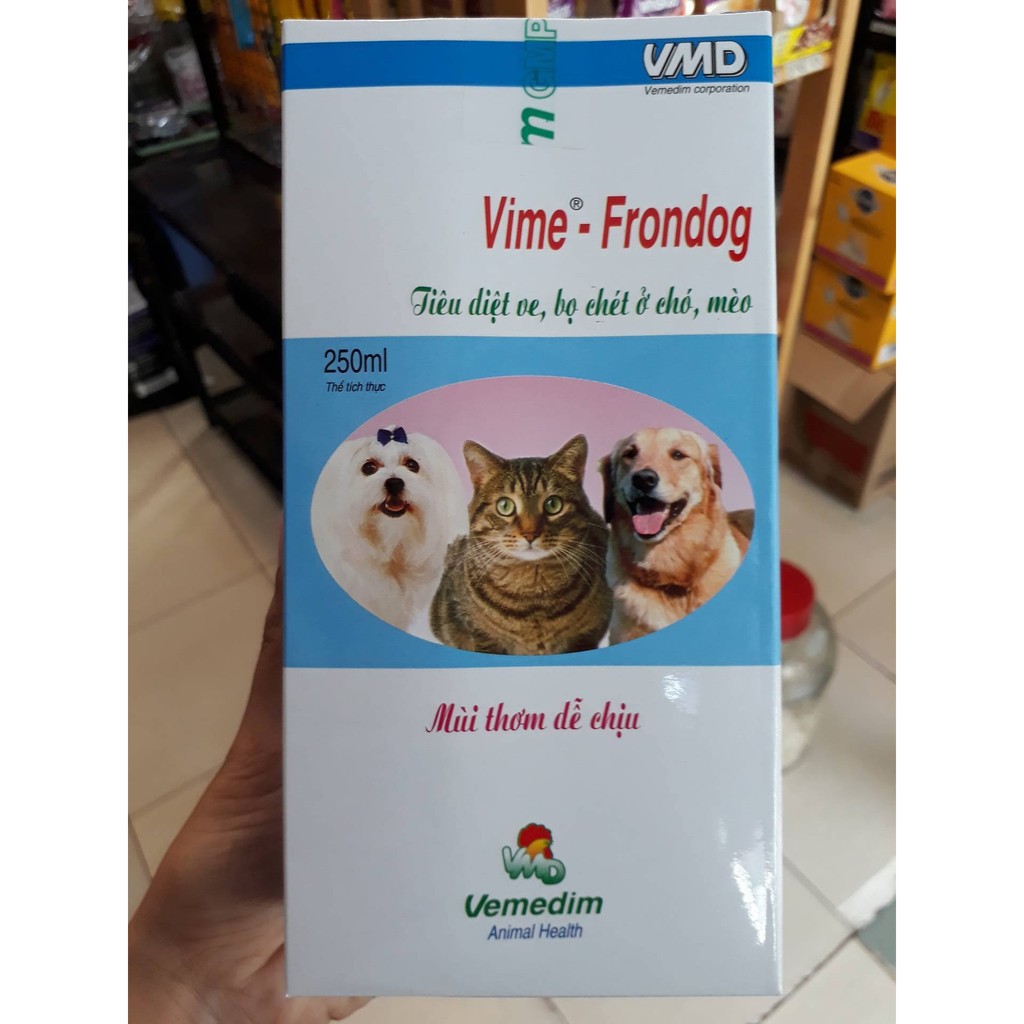 m GMP
VMD
Vemedim corporation
Vime® - Frondog
Tiêu diệt ve, bọ chét ở chó, mèo
250ml
Thể tích thực
Mùi thơm dễ chịu
VMD
Vemedim
Animal Health